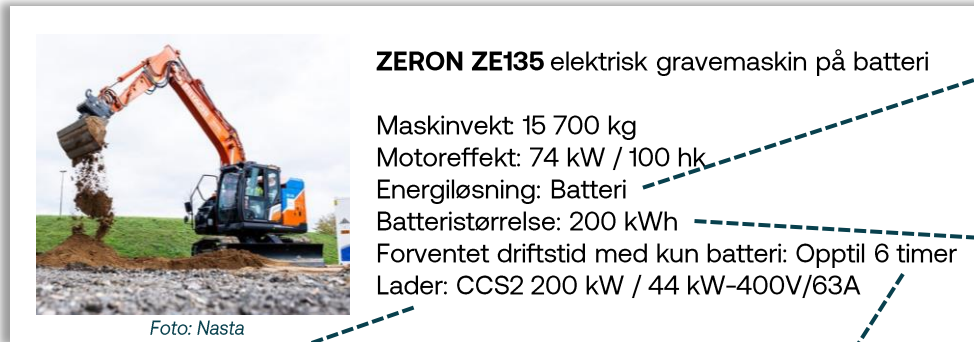 ZERON ZE135 elektrisk gravemaskin på batteri
Maskinvekt: 15 700 kg
Motoreffekt: 74 kW / 100 hk
Energiløsning: Batteri
Batteristørrelse: 200 kWh
Forventet driftstid med kun batteri: Opptil 6 timer
Lader: CCS2 200 kW / 44 kW-400V/63A
Foto: Nasta